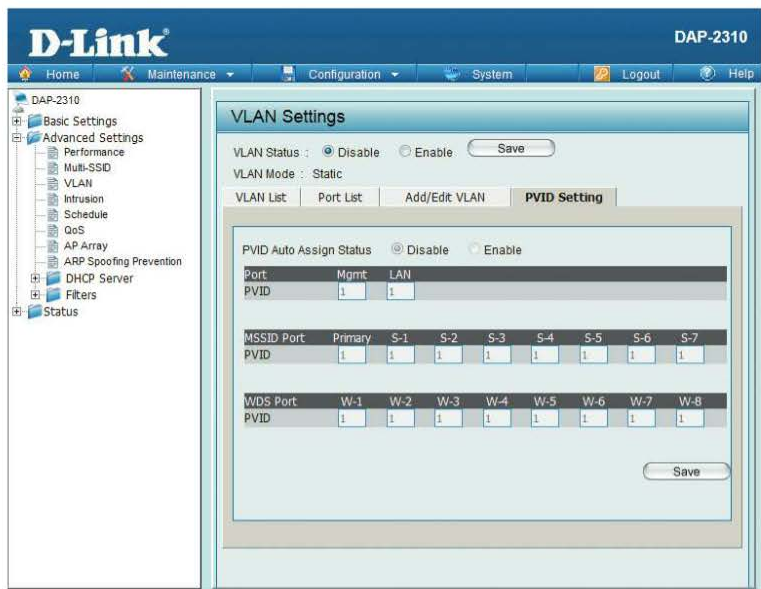 D-Link
DAP-2310
Home Maintenance Configuration System Logout Help
DAP-2310
Basic Settings
Advanced Settings
Performance
Multi-SSID
VLAN
Intrusion
Schedule
QoS
AP Array
ARP Spoofing Prevention
DHCP Server
Filters
Status
VLAN Settings
VLAN Status : Disable Enable Save
VLAN Mode : Static
VLAN List Port List Add/Edit VLAN PVID Setting
PVID Auto Assign Status Disable Enable
Port Mgmt LAN
PVID 1 1
MSSID Port Primary S-1 S-2 S-3 S-4 S-5 S-6 S-7
PVID 1 1 1 1 1 1 1 1
WDS Port W-1 W-2 W-3 W-4 W-5 W-6 W-7 W-8
PVID 1 1 1 1 1 1 1 1
Save